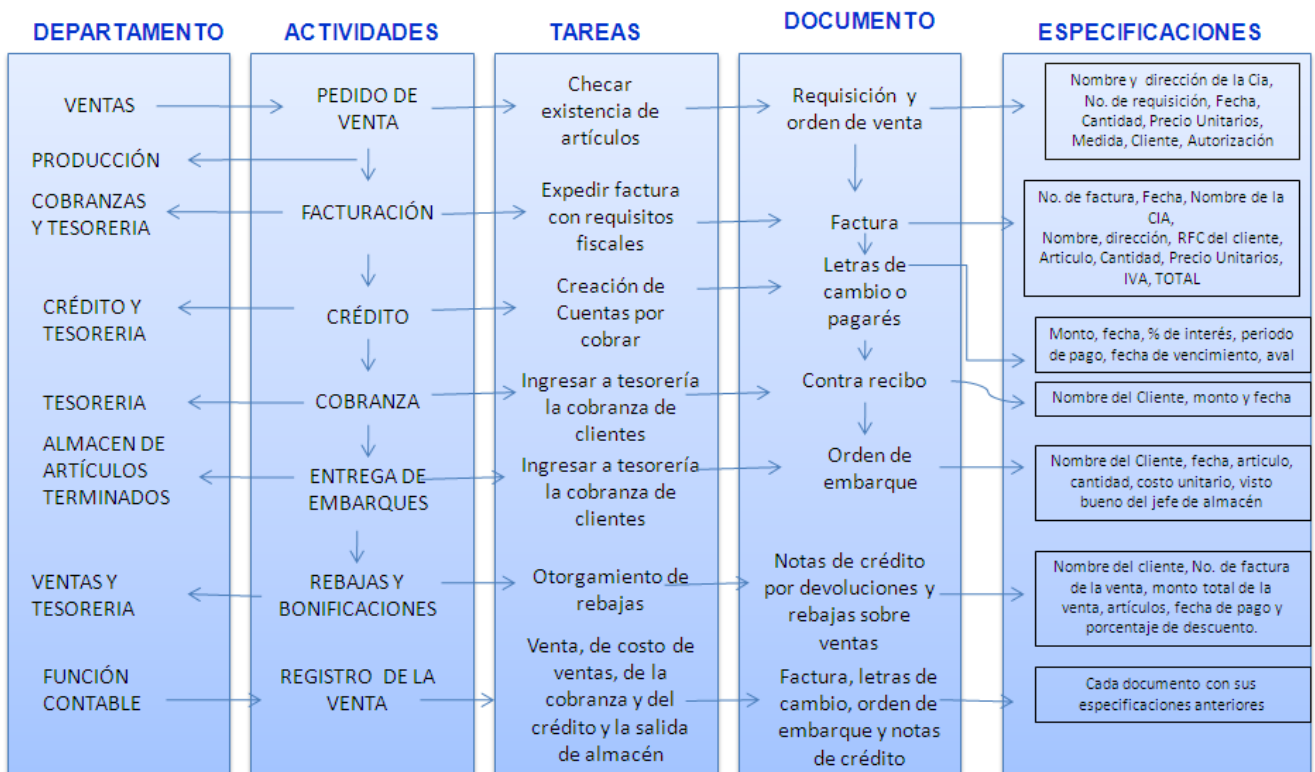 DEPARTAMENTO
ACTIVIDADES
TAREAS
DOCUMENTO
ESPECIFICACIONES
VENTAS
PEDIDO DE
VENTA
Checar
existencia de
artículos
Requisición y
orden de venta
Nombre y dirección de la Cia,
No. de requisición, Fecha,
Cantidad, Precio Unitarios,
Medida, Cliente, Autorización
PRODUCCIÓN
COBRANZAS
Y TESORERIA
FACTURACIÓN
Expedir factura
con requisitos
fiscales
Factura
No. de factura, Fecha, Nombre de la
CIA,
Nombre, dirección, RFC del cliente,
Articulo, Cantidad, Precio Unitarios,
IVA, TOTAL
CRÉDITO Y
TESORERIA
CRÉDITO
Creación de
Cuentas por
cobrar
Letras de
cambio o
pagarés
Monto, fecha, % de interés, periodo
de pago, fecha de vencimiento, aval
TESORERIA
COBRANZA
Ingresar a tesorería
la cobranza de
clientes
Contra recibo
Nombre del Cliente, monto y fecha
ALMACEN DE
ARTÍCULOS
TERMINADOS
ENTREGA DE
EMBARQUES
Ingresar a tesorería
la cobranza de
clientes
Orden de
embarque
Nombre del Cliente, fecha, articulo,
cantidad, costo unitario, visto
bueno del jefe de almacén
VENTAS Y
TESORERIA
REBAJAS Y
BONIFICACIONES
Otorgamiento de
rebajas
Notas de crédito
por devoluciones y
rebajas sobre
ventas
Nombre del cliente, No. de factura
de la venta, monto total de la
venta, artículos, fecha de pago y
porcentaje de descuento.
FUNCIÓN
CONTABLE
REGISTRO DE LA
VENTA
Venta, de costo de
ventas, de la
cobranza y del
crédito y la salida
de almacén
Factura, letras de
cambio, orden de
embarque y notas
de crédito
Cada documento con sus
especificaciones anteriores